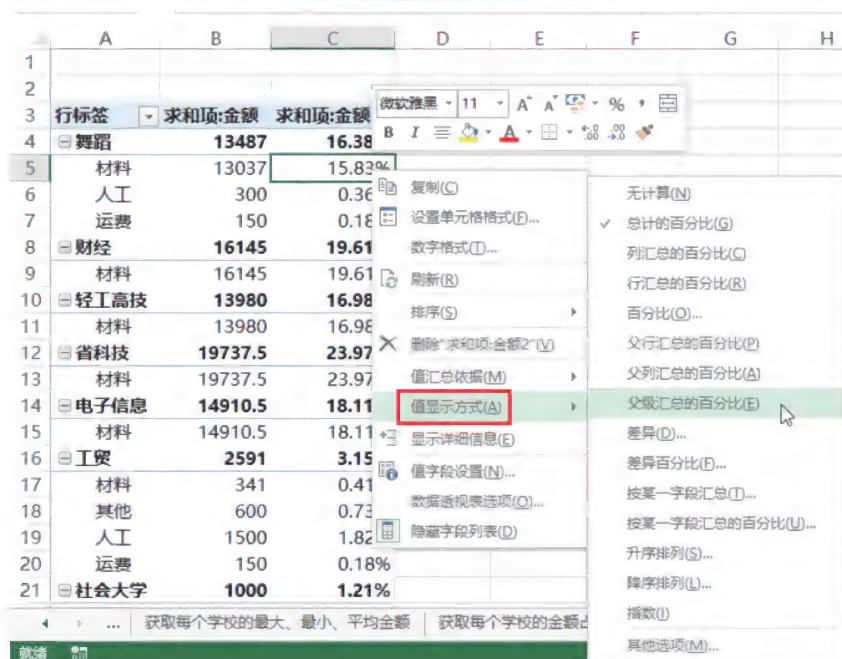 A B C D E F G H
1
2
3 行标签 求和项:金额 求和项:金额
4 舞蹈 13487 16.38
5 材料 13037 15.83%
6 人工 300 0.36
7 运费 150 0.18
8 财经 16145 19.61
9 材料 16145 19.61
10 轻工高技 13980 16.98
11 材料 13980 16.98
12 省科技 19737.5 23.97
13 材料 19737.5 23.97
14 电子信息 14910.5 18.11
15 材料 14910.5 18.11
16 工贸 2591 3.15
17 材料 341 0.41
18 其他 600 0.73
19 人工 1500 1.82
20 运费 150 0.18%
21 社会大学 1000 1.21%
微软雅黑 11 A A %
B I A .00 .00
复制(C)
设置单元格格式(F)...
数字格式(T)...
刷新(R)
排序(S)
删除"求和项:金额2"(V)
值汇总依据(M)
值显示方式(A)
显示详细信息(E)
值字段设置(N)...
数据透视表选项(O)...
隐藏字段列表(D)
无计算(N)
总计的百分比(G)
列汇总的百分比(C)
行汇总的百分比(R)
百分比(O)...
父行汇总的百分比(P)
父列汇总的百分比(A)
父级汇总的百分比(E)
差异(D)...
差异百分比(F)...
按某一字段汇总(T)...
按某一字段汇总的百分比(U)...
升序排列(S)...
降序排列(L)...
指数(I)
其他选项(M)...
... 获取每个学校的最大、最小、平均金额 获取每个学校的金额
就绪